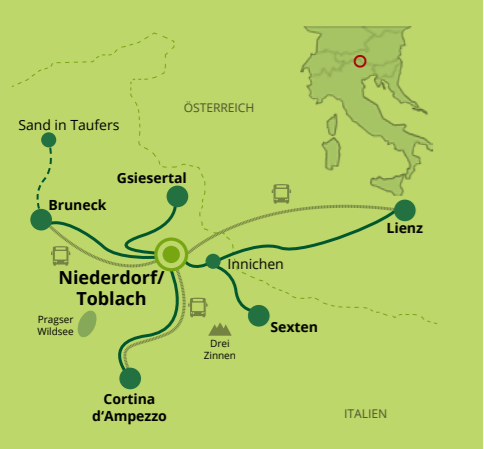 ÖSTERREICH
Sand in Taufers
Gsiesertal
Bruneck
Lienz
Innichen
Niederdorf/
Toblach
Pragser
Wildsee
Sexten
Drei
Zinnen
Cortina
d'Ampezzo
ITALIEN